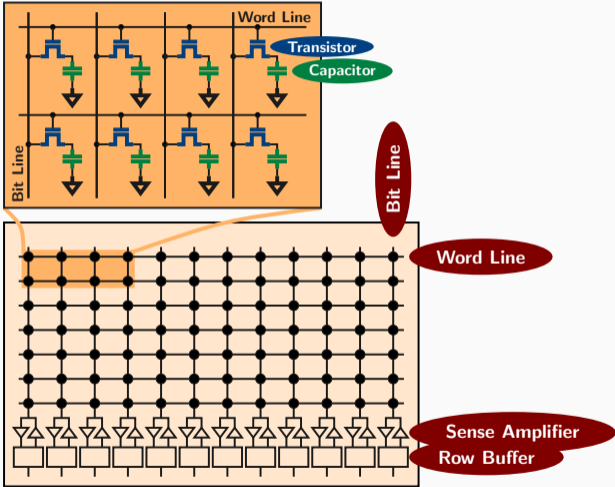 Word Line
Transistor
Capacitor
Bit Line
Bit Line
Word Line
Sense Amplifier
Row Buffer